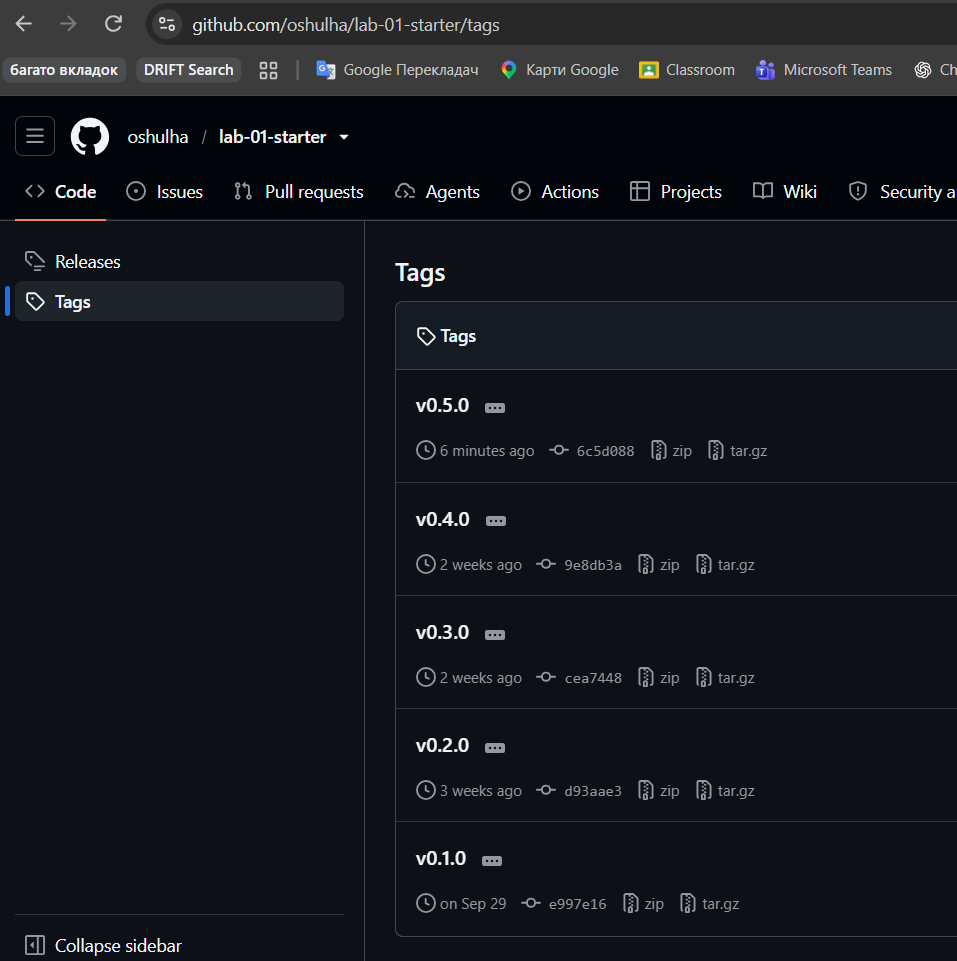 github.com/oshulha/lab-01-starter/tags
багато вкладок DRIFT Search Google Перекладач Карти Google Classroom Microsoft Teams Ch
oshulha / lab-01-starter
Code Issues Pull requests Agents Actions Projects Wiki Security a
Releases
Tags
Tags
Tags
v0.5.0
6 minutes ago 6c5d088 zip tar.gz
v0.4.0
2 weeks ago 9e8db3a zip tar.gz
v0.3.0
2 weeks ago cea7448 zip tar.gz
v0.2.0
3 weeks ago d93aae3 zip tar.gz
v0.1.0
on Sep 29 e997e16 zip tar.gz
Collapse sidebar